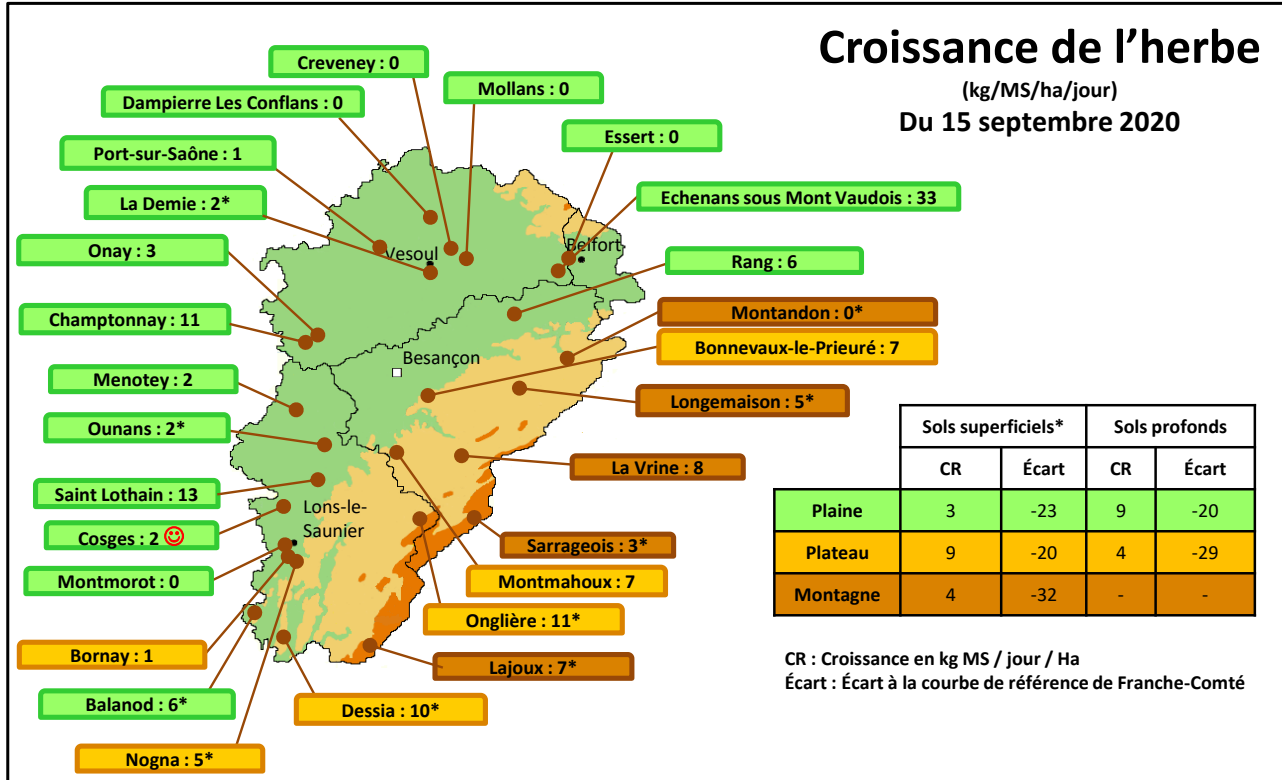 Croissance de l'herbe
(kg/MS/ha/jour)
Du 15 septembre 2020
Creveney : 0
Mollans : 0
Dampierre Les Conflans : 0
Essert : 0
Port-sur-Saône : 1
Echenans sous Mont Vaudois : 33
La Demie : 2*
Onay : 3
Rang : 6
Champtonnay : 11
Montandon : 0*
Bonnevaux-le-Prieuré : 7
Menotey : 2
Longemaison : 5*
Ounans : 2*
La Vrine : 8
Saint Lothain : 13
Cosges : 2
Sarrageois : 3*
Montmorot : 0
Montmahoux : 7
Onglière : 11*
Bornay : 1
Lajoux : 7*
Balanod : 6*
Dessia : 10*
Nogna : 5*
Vesoul
Belfort
Besançon
Lons-le-
Saunier
Sols superficiels* Sols profonds
CR Écart CR Écart
Plaine 3 -23 9 -20
Plateau 9 -20 4 -29
Montagne 4 -32 - -
CR : Croissance en kg MS / jour / Ha
Écart : Écart à la courbe de référence de Franche-Comté